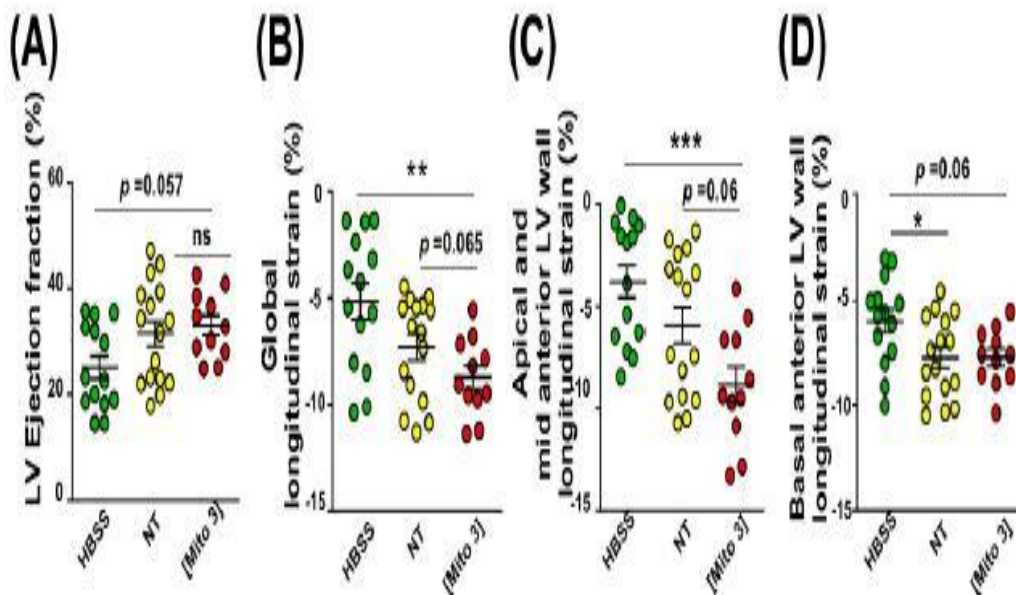 (A)
LV Ejection fraction (%)
60
40
20
0
p =0.057
ns
HBSS
NT
[Mito 3]
(B)
Global
longitudinal strain (%)
0
-5
-10
-15
**
p =0.065
HBSS
NT
[Mito 3]
(C)
Apical and
mid anterior LV wall
longitudinal strain (%)
0
-5
-10
-15
***
p =0.06
HBSS
NT
[Mito 3]
(D)
Basal anterior LV wall
longitudinal strain (%)
0
-5
-10
-15
p =0.06
*
HBSS
NT
[Mito 3]